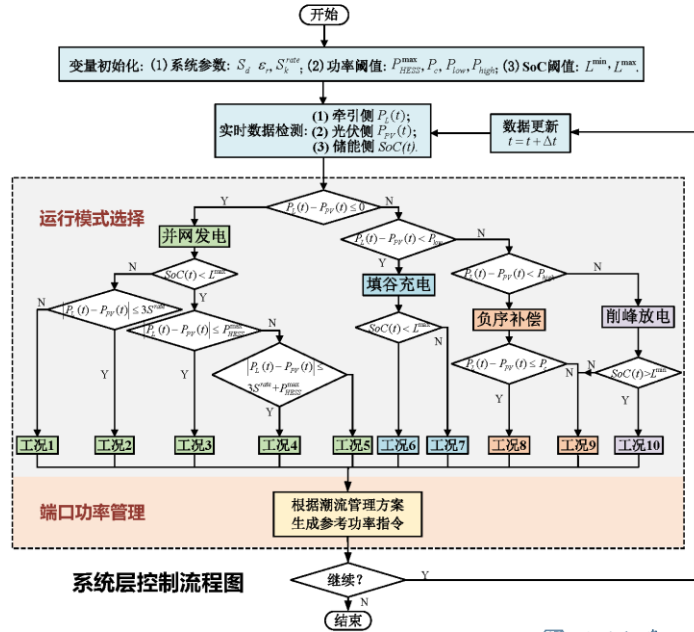 开始
变量初始化: (1) 系统参数: S_d ε_r, S_k^rate; (2) 功率阈值: P_HESS^max, P_c, P_low, P_high; (3) SoC阈值: L^min, L^max.
实时数据检测:
(1) 牵引侧 P_L(t);
(2) 光伏侧 P_PV(t);
(3) 储能侧 SoC(t).
数据更新
t = t + Δt
运行模式选择
P_L(t) − P_PV(t) ≤ 0
Y
N
并网发电
P_L(t) − P_PV(t) < P_low
N
Y
SoC(t) < L^min
N
Y
填谷充电
P_L(t) − P_PV(t) < P_high
N
Y
|P_L(t) − P_PV(t)| ≤ 3S^rate
N
Y
|P_L(t) − P_PV(t)| ≤ P_HESS^max
N
Y
SoC(t) < L^max
N
Y
负序补偿
削峰放电
|P_L(t) − P_PV(t)| ≤
3S^rate + P_HESS^max
Y
P_L(t) − P_PV(t) ≤ P_c
N
Y
SoC(t) > L^min
N
Y
工况1
工况2
工况3
工况4
工况5
工况6
工况7
工况8
工况9
工况10
端口功率管理
根据潮流管理方案
生成参考功率指令
系统层控制流程图
继续？
Y
N
结束